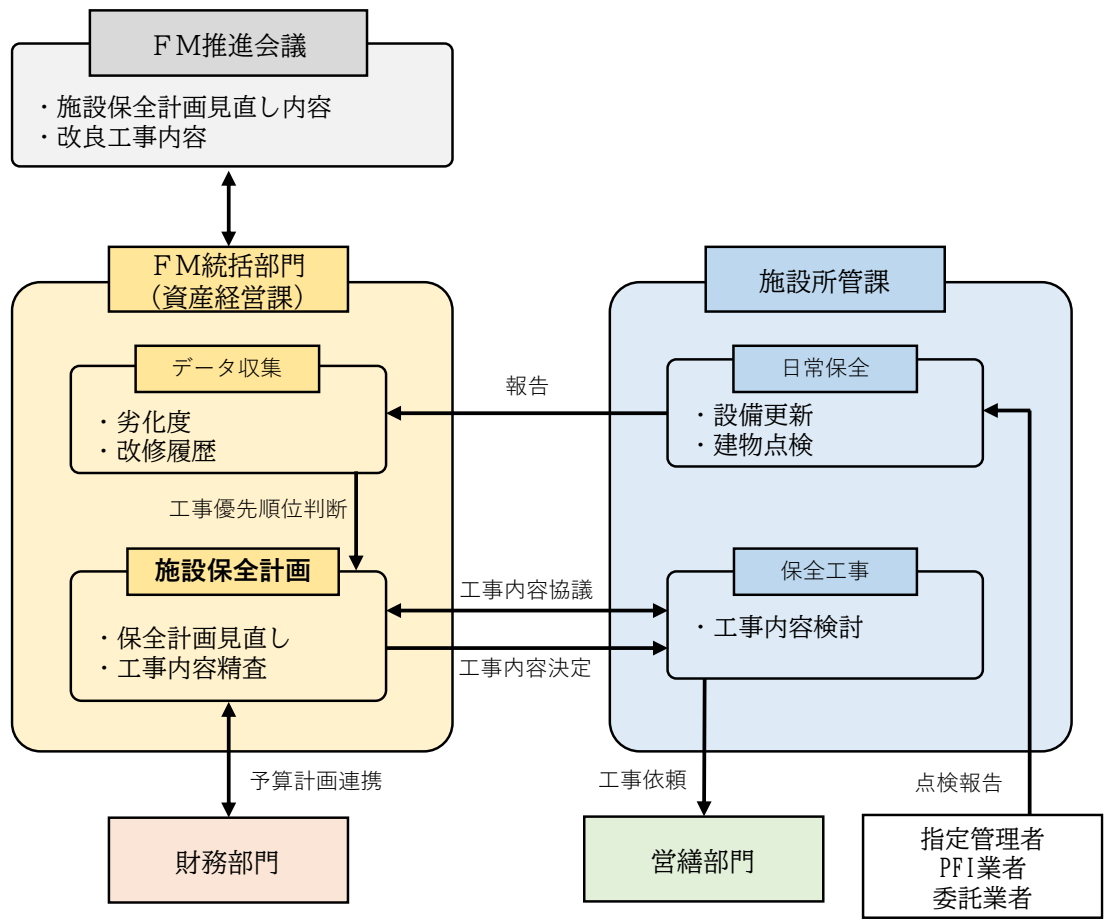 ＦＭ推進会議
・施設保全計画見直し内容
・改良工事内容
ＦＭ統括部門
（資産経営課）
データ収集
・劣化度
・改修履歴
工事優先順位判断
施設保全計画
・保全計画見直し
・工事内容精査
報告
工事内容協議
工事内容決定
施設所管課
日常保全
・設備更新
・建物点検
保全工事
・工事内容検討
予算計画連携
工事依頼
点検報告
財務部門
営繕部門
指定管理者
PFI業者
委託業者